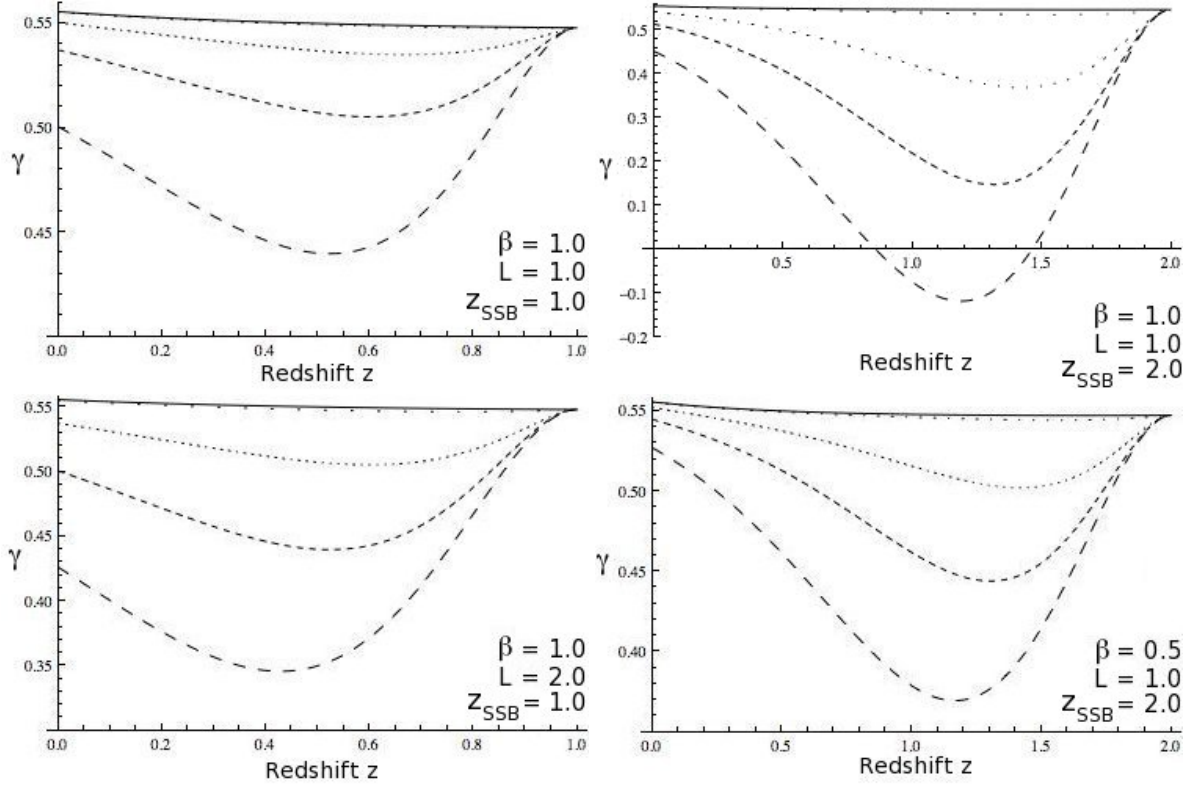 0.55
0.50
0.45
γ
β = 1.0
L = 1.0
z_SSB = 1.0
0.0 0.2 0.4 0.6 0.8 1.0
Redshift z
0.5
0.4
0.3
0.2
0.1
−0.1
−0.2
γ
0.5 1.0 1.5 2.0
β = 1.0
L = 1.0
z_SSB = 2.0
Redshift z
0.55
0.50
0.45
0.40
0.35
γ
β = 1.0
L = 2.0
z_SSB = 1.0
0.0 0.2 0.4 0.6 0.8 1.0
Redshift z
0.55
0.50
0.45
0.40
γ
β = 0.5
L = 1.0
z_SSB = 2.0
0.0 0.5 1.0 1.5 2.0
Redshift z